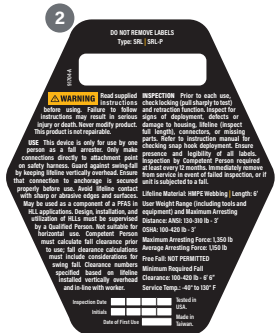 2
DO NOT REMOVE LABELS
Type: SRL | SRL-P
WARNING Read supplied
instructions
before using. Failure to follow
instructions may result in serious
injury or death. Never modify product.
This product is not repairable.
USE This device is only for use by one
person as a fall arrester. Only make
connections directly to attachment point
on safety harness. Guard against swing-fall
by keeping lifeline vertically overhead. Ensure
that connection to anchorage is secured
properly before use. Avoid lifeline contact
with sharp or abrasive edges and surfaces.
May be used as a component of a PFAS in
HLL applications. Design, installation, and
utilization of HLLs must be supervised
by a Qualified Person. Not suitable for
horizontal use. Competent Person
must calculate fall clearance prior
to use; fall clearance calculations
must include considerations for
swing fall. Clearance numbers
specified based on lifeline
installed vertically overhead
and in-line with worker.
INSPECTION Prior to each use,
check locking (pull sharply to test)
and retraction function. Inspect for
signs of deployment, defects or
damage to housing, lifeline (inspect
full length), connectors, or missing
parts. Refer to instruction manual for
checking snap hook deployment. Ensure
presence and legibility of all labels.
Inspection by Competent Person required
at least every 12 months. Immediately remove
from service in event of failed inspection, or if
unit is subjected to a fall.
Lifeline Material: HMPE Webbing | Length: 6'
User Weight Range (including tools and
equipment) and Maximum Arresting
Distance: ANSI: 130-310 lb - 3'
OSHA: 100-420 lb - 3'
Maximum Arresting Force: 1,350 lb
Average Arresting Force: 1,150 lb
Free Fall: NOT PERMITTED
Minimum Required Fall
Clearance: 100-420 lb - 6' 6"
Service Temp.: -40° to 130° F
Inspection Date
Initials
Date of First Use
Tested in
USA.
Made in
Taiwan.